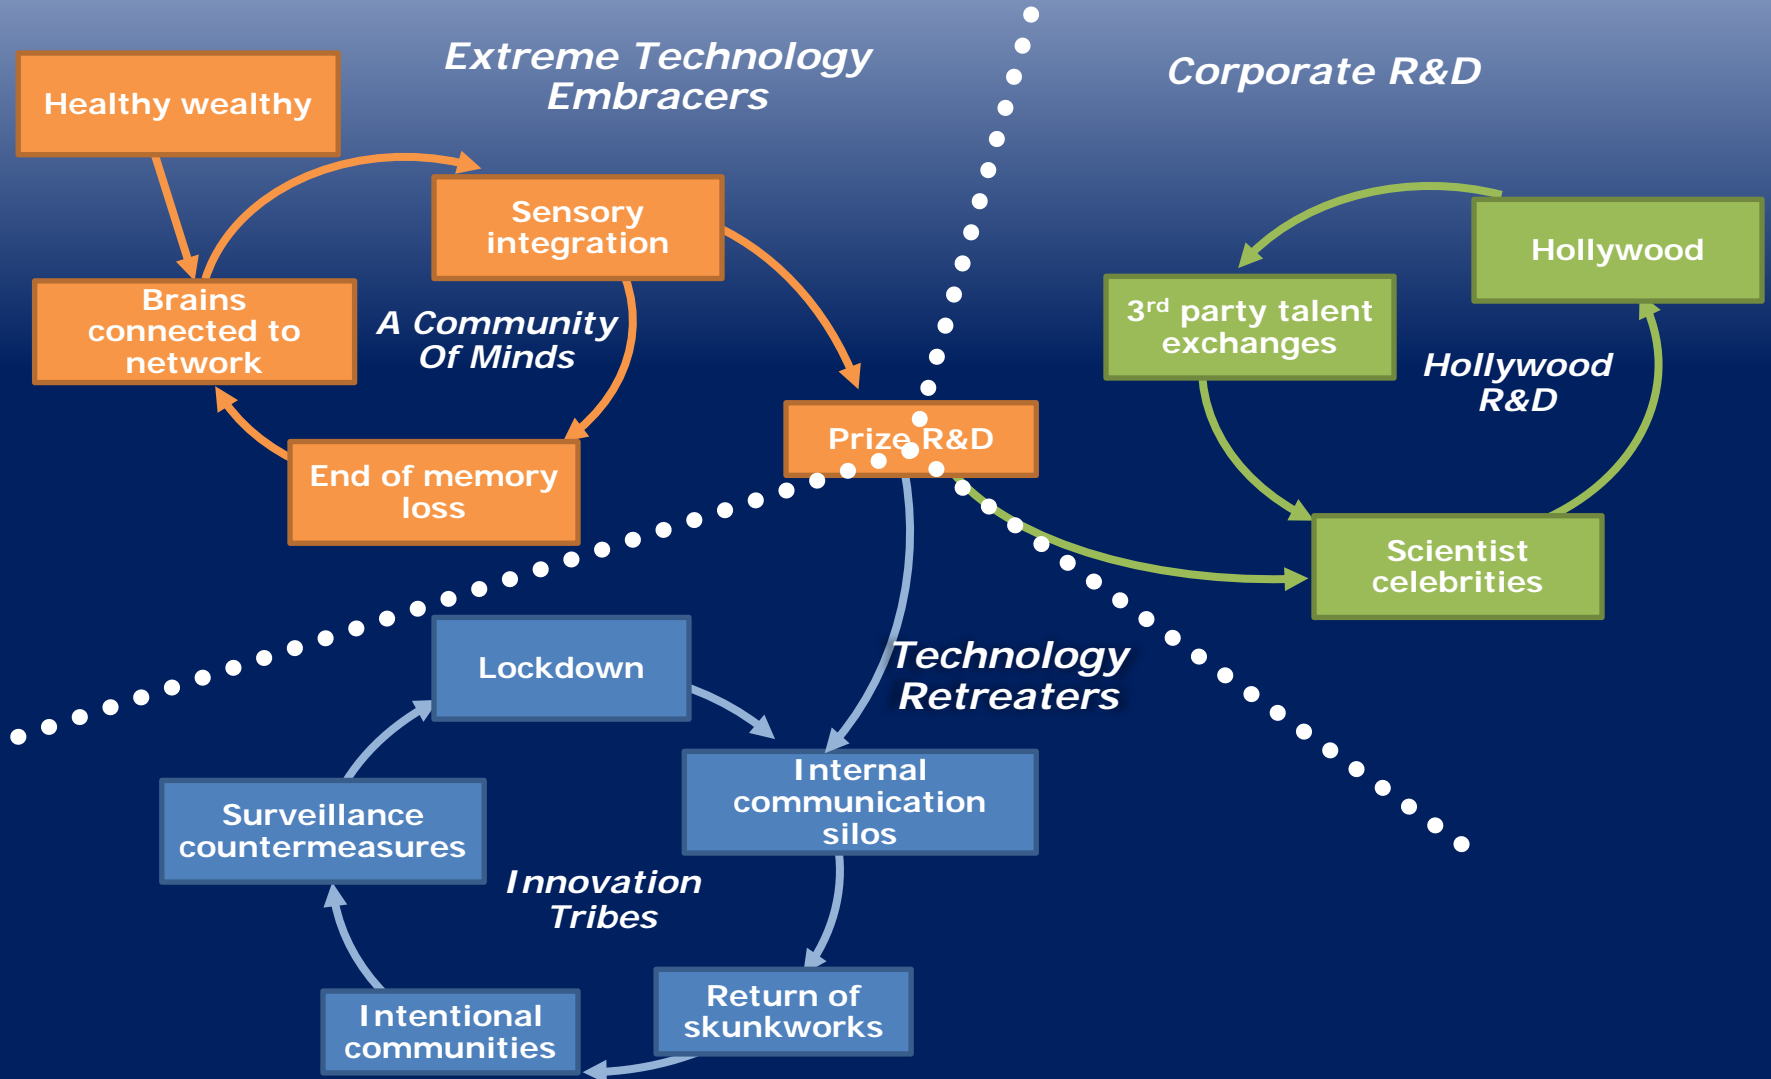 Extreme Technology
Embracers
Corporate R&D
Healthy wealthy
Sensory
integration
Hollywood
Brains
connected to
network
A Community
Of Minds
3rd party talent
exchanges
Hollywood
R&D
Prize R&D
End of memory
loss
Scientist
celebrities
Lockdown
Technology
Retreaters
Internal
communication
silos
Surveillance
countermeasures
Innovation
Tribes
Return of
skunkworks
Intentional
communities